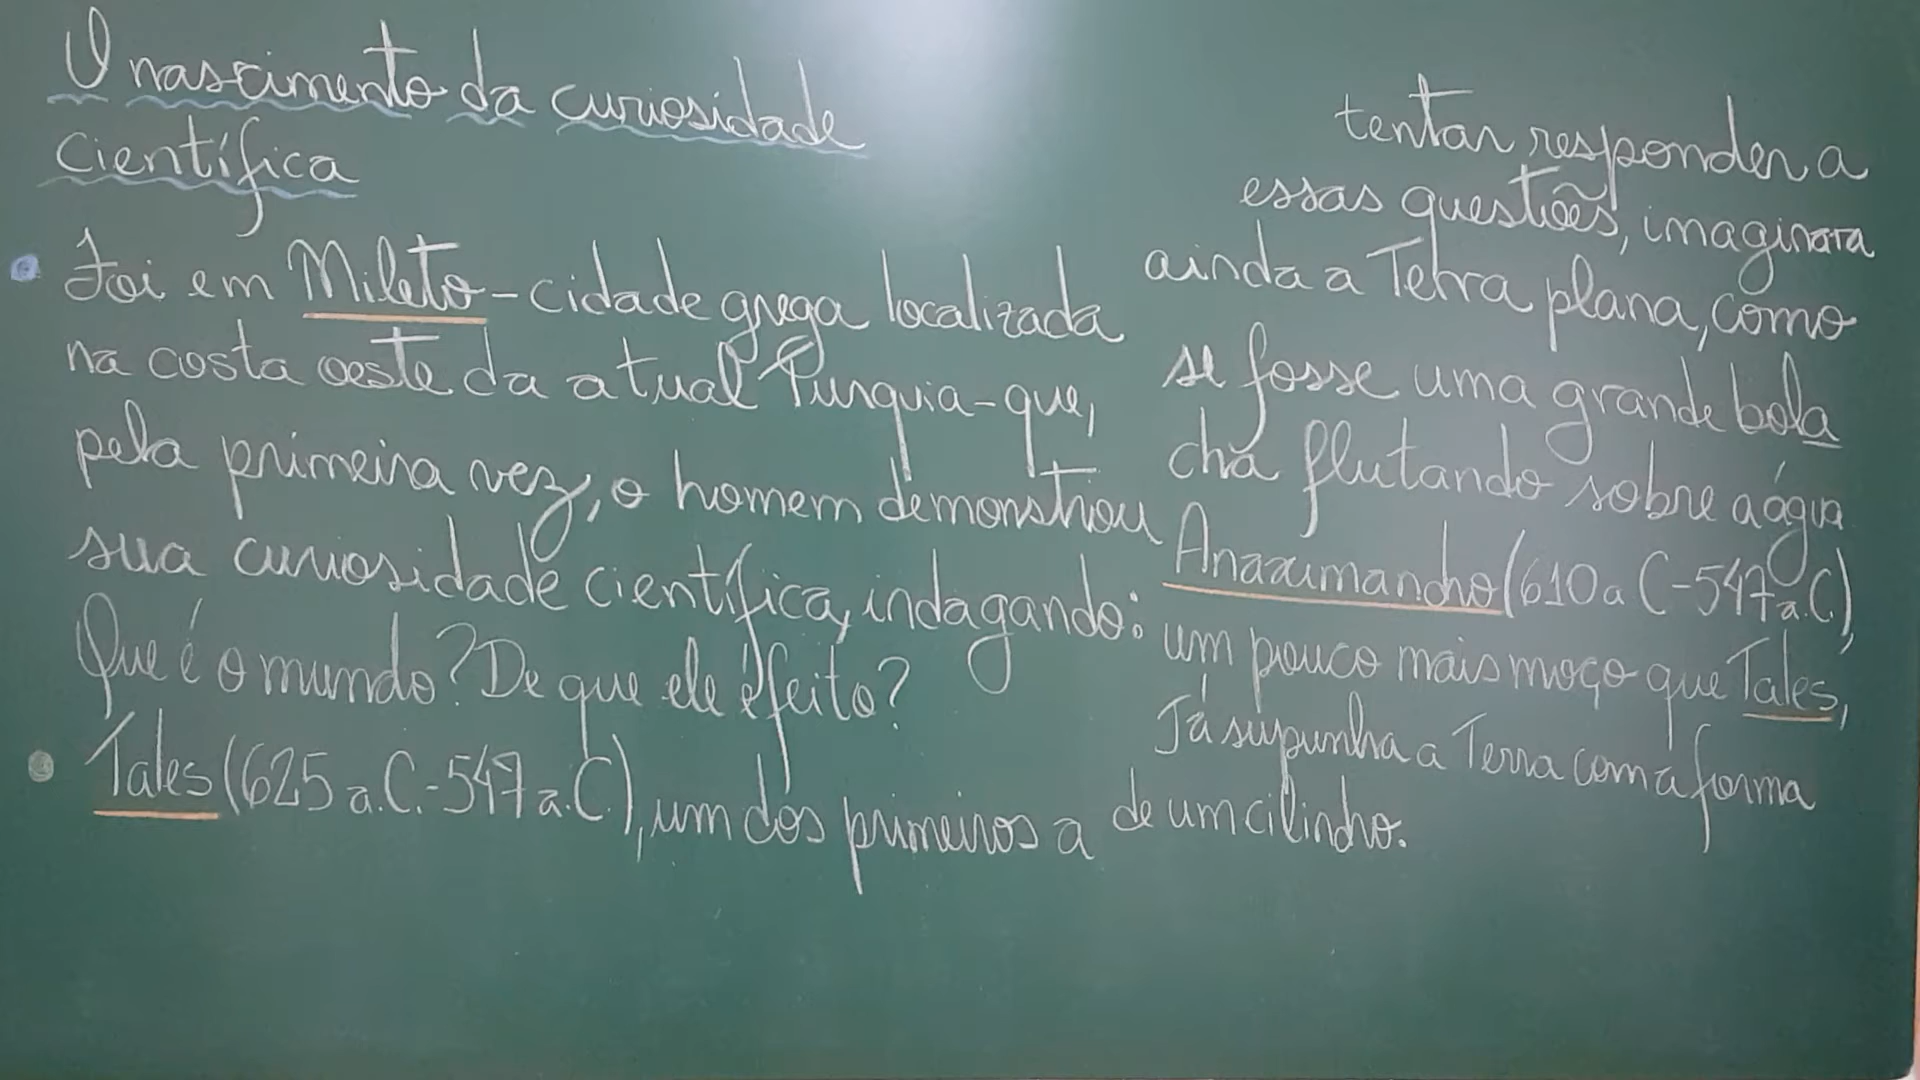 O nascimento da curiosidade
científica
Foi em Mileto - cidade grega localizada
na costa oeste da atual Turquia - que,
pela primeira vez, o homem demonstrou
sua curiosidade científica, indagando:
Que é o mundo? De que ele é feito?
Tales (625 a.C. - 547 a.C.), um dos primeiros a
tentar responder a
essas questões, imaginara
ainda a Terra plana, como
se fosse uma grande bola
cha flutando sobre a água
Anaximandro (610 a C - 547 a.C.),
um pouco mais moço que Tales,
Já supunha a Terra com a forma
de um cilindro.